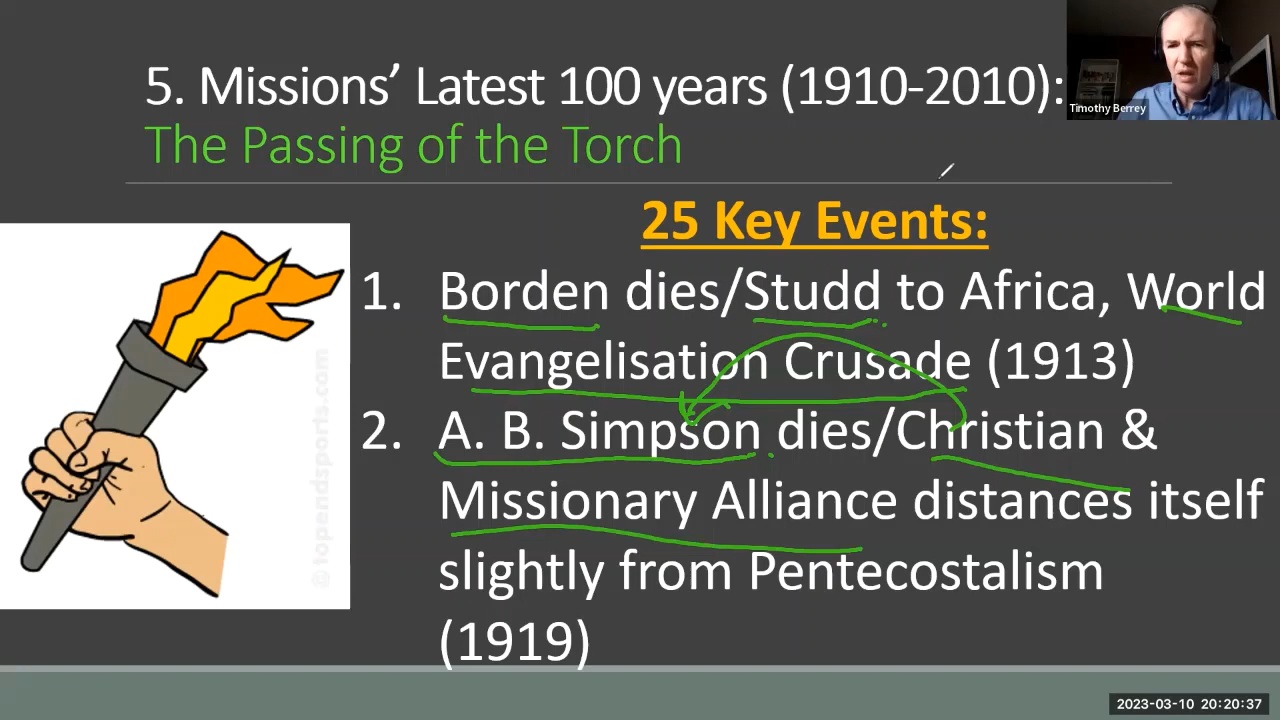 5. Missions’ Latest 100 years (1910-2010):
The Passing of the Torch
Timothy Berrey
25 Key Events:
1. Borden dies/Studd to Africa, World
Evangelisation Crusade (1913)
2. A. B. Simpson dies/Christian &
Missionary Alliance distances itself
slightly from Pentecostalism
(1919)
© topendsports.com
2023-03-10 20:20:37